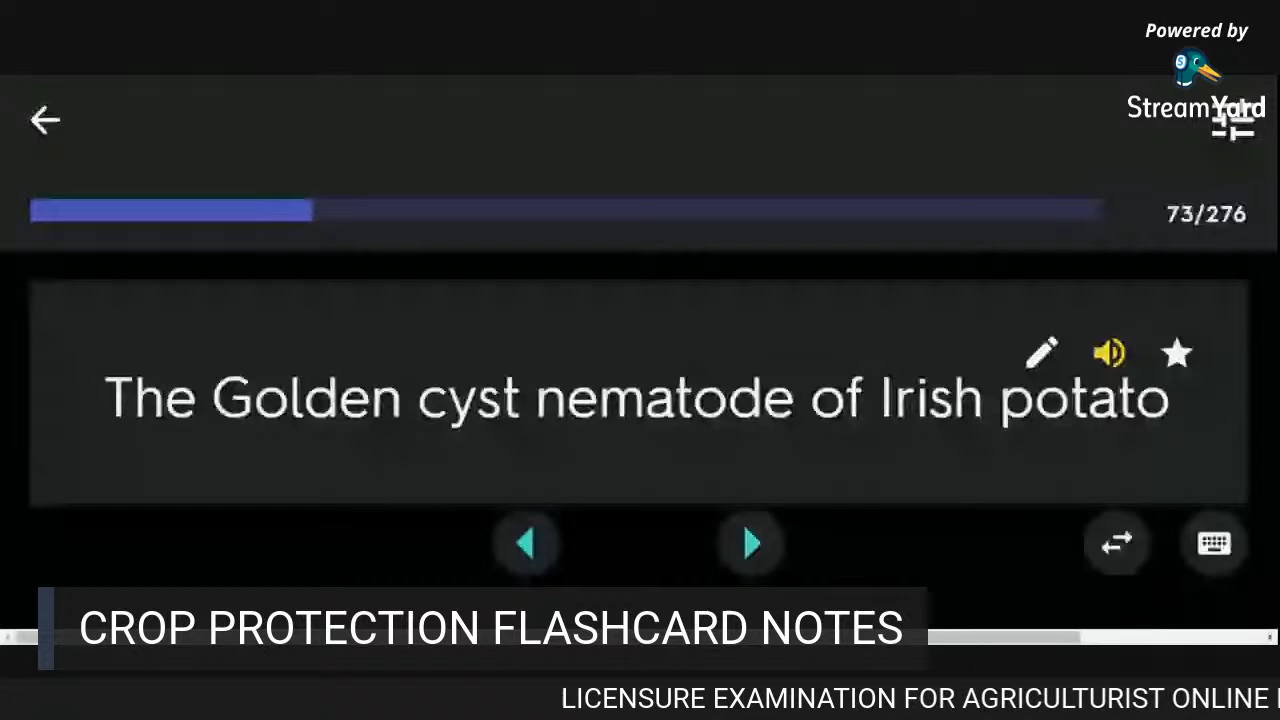 Powered by
StreamYard
73/276
The Golden cyst nematode of Irish potato
CROP PROTECTION FLASHCARD NOTES
LICENSURE EXAMINATION FOR AGRICULTURIST ONLINE